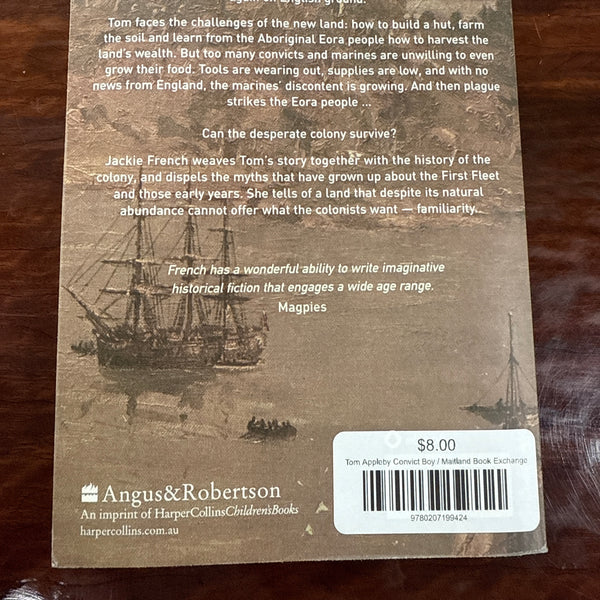 again on English ground.
Tom faces the challenges of the new land: how to build a hut, farm
the soil and learn from the Aboriginal Eora people how to harvest the
land's wealth. But too many convicts and marines are unwilling to even
grow their food. Tools are wearing out, supplies are low, and with no
news from England, the marines' discontent is growing. And then plague
strikes the Eora people ...
Can the desperate colony survive?
Jackie French weaves Tom's story together with the history of the
colony, and dispels the myths that have grown up about the First Fleet
and those early years. She tells of a land that despite its natural
abundance cannot offer what the colonists want — familiarity.
French has a wonderful ability to write imaginative
historical fiction that engages a wide age range.
Magpies
Angus&Robertson
An imprint of HarperCollinsChildren'sBooks
harpercollins.com.au
$8.00
Tom Appleby Convict Boy / Maitland Book Exchange
9780207199424